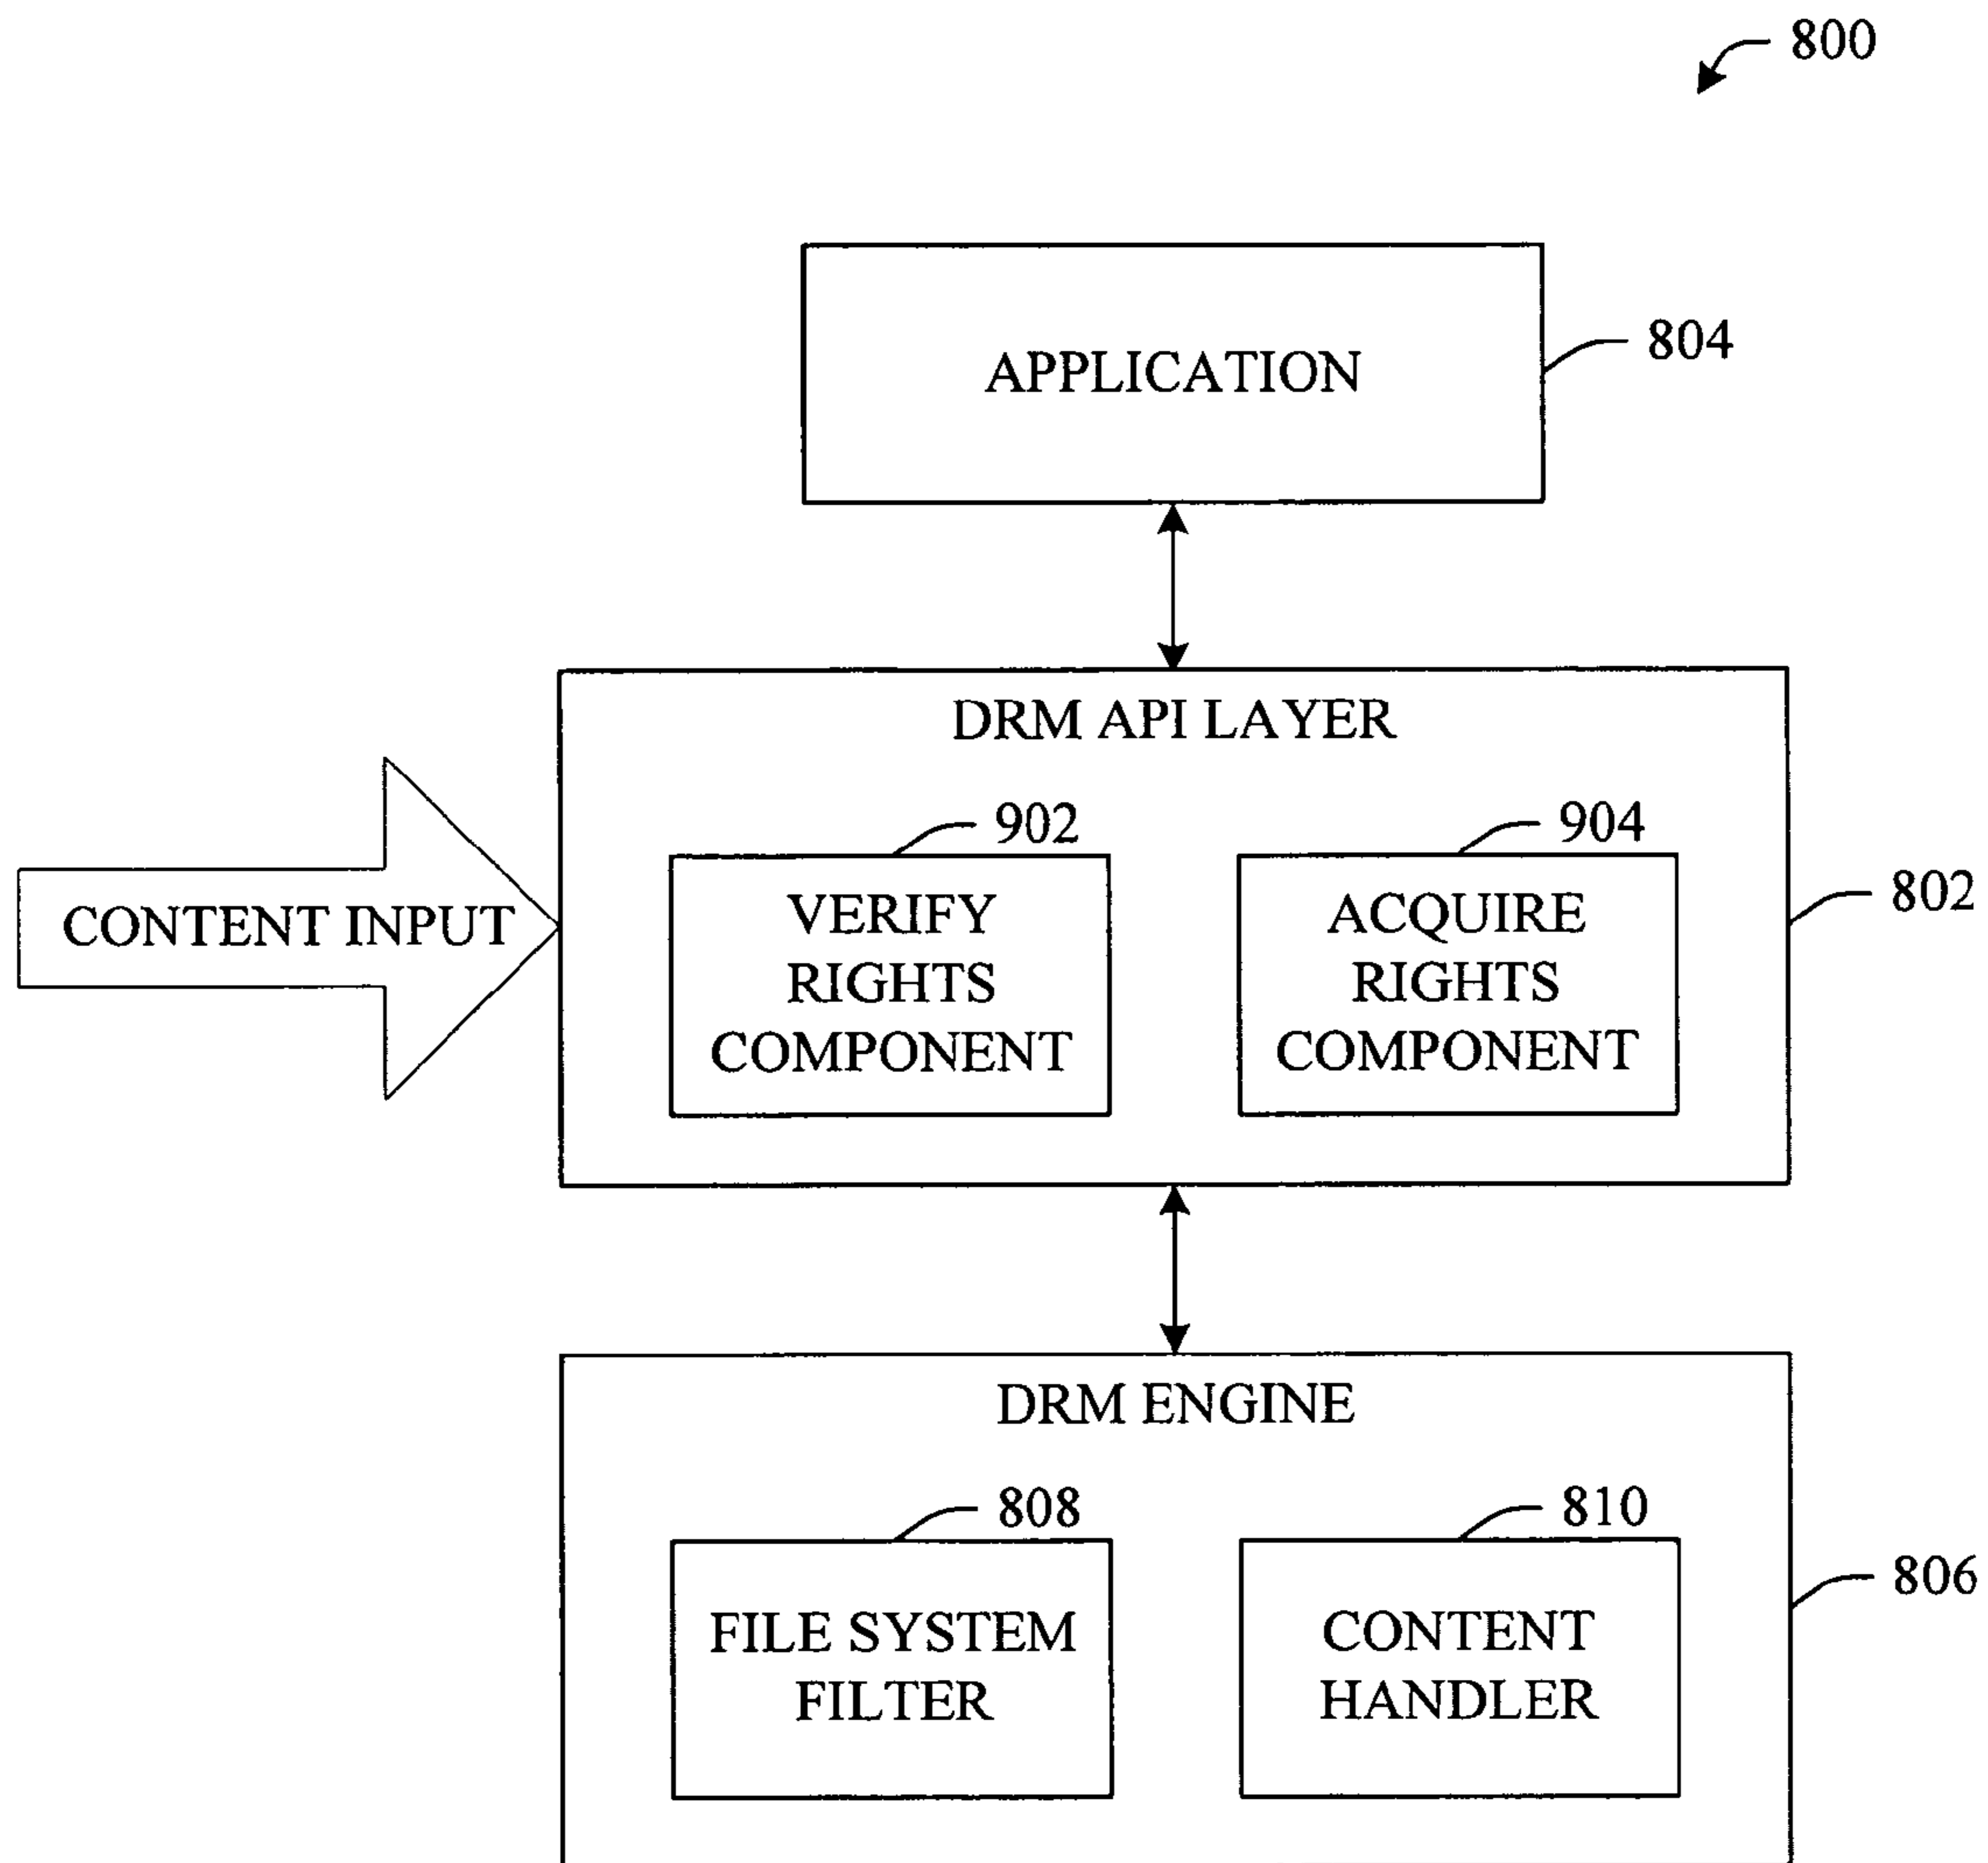 800
APPLICATION
804
DRM API LAYER
902
904
VERIFY
RIGHTS
COMPONENT
ACQUIRE
RIGHTS
COMPONENT
802
CONTENT INPUT
DRM ENGINE
808
810
FILE SYSTEM
FILTER
CONTENT
HANDLER
806